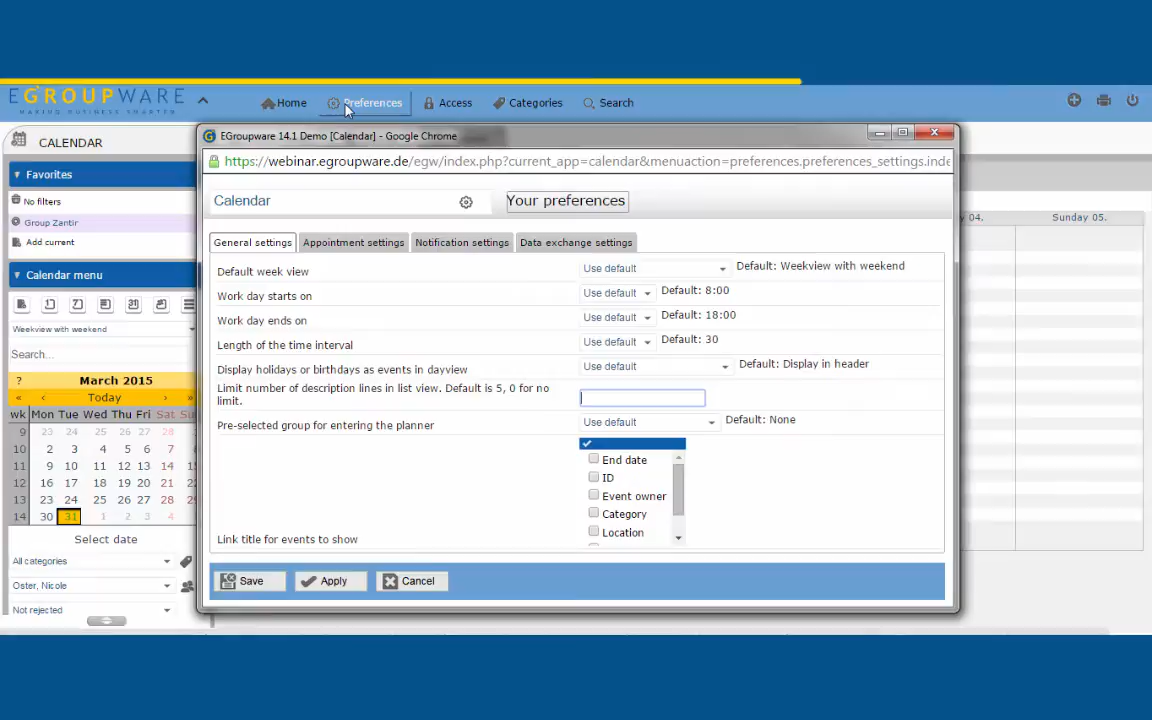 EGROUPWARE
MAKING BUSINESS SMARTER
Home
Preferences
Access
Categories
Search
CALENDAR
Favorites
No filters
Group Zantir
Add current
Calendar menu
Weekview with weekend
Search...
? March 2015
« ‹ Today › »
wk Mon Tue Wed Thu Fri Sat Su
9 23 24 25 26 27 28
10 2 3 4 5 6 7
11 9 10 11 12 13 14
12 16 17 18 19 20 21
13 23 24 25 26 27 28
14 30 31 1 2 3 4
Select date
All categories
Oster, Nicole
Not rejected
EGroupware 14.1 Demo [Calendar] - Google Chrome
https://webinar.egroupware.de/egw/index.php?current_app=calendar&menuaction=preferences.preferences_settings.inde
Calendar
Your preferences
General settings
Appointment settings
Notification settings
Data exchange settings
Default week view Use default Default: Weekview with weekend
Work day starts on Use default Default: 8:00
Work day ends on Use default Default: 18:00
Length of the time interval Use default Default: 30
Display holidays or birthdays as events in dayview Use default Default: Display in header
Limit number of description lines in list view. Default is 5, 0 for no
limit.
Pre-selected group for entering the planner Use default Default: None
End date
ID
Event owner
Category
Location
Link title for events to show
Save
Apply
Cancel
04.
Sunday 05.